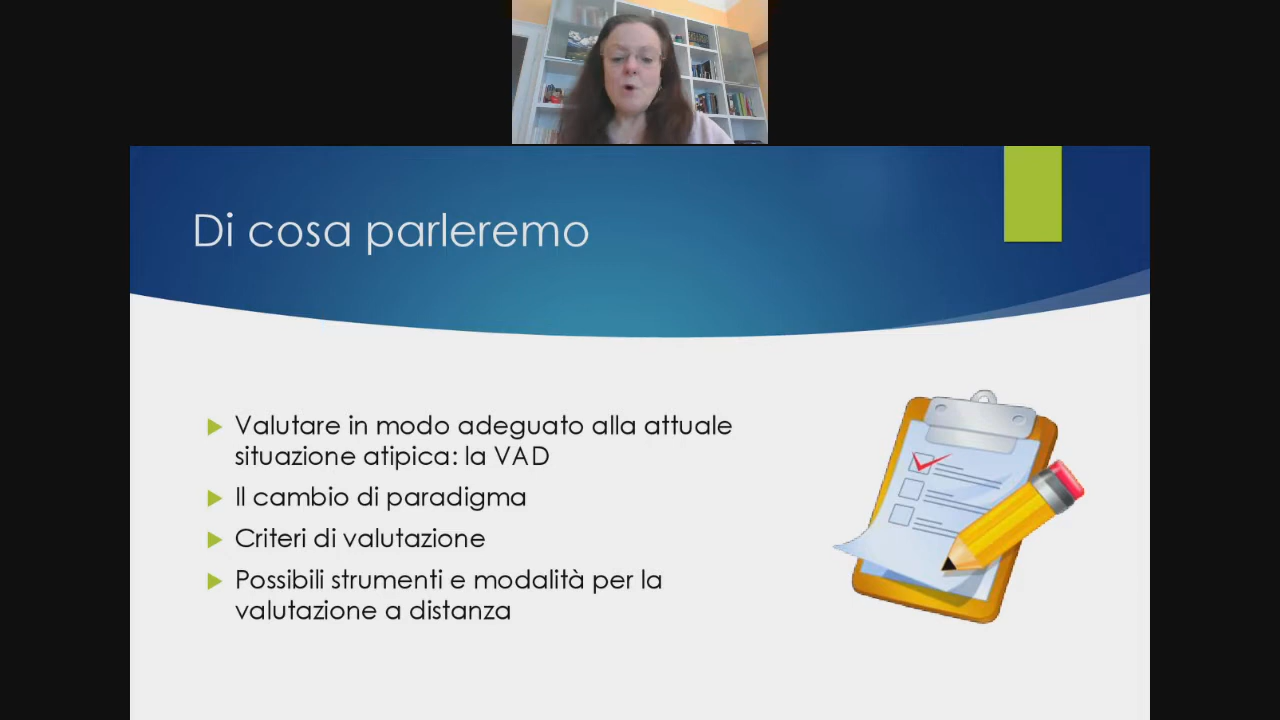 Di cosa parleremo
Valutare in modo adeguato alla attuale
situazione atipica: la VAD
Il cambio di paradigma
Criteri di valutazione
Possibili strumenti e modalità per la
valutazione a distanza